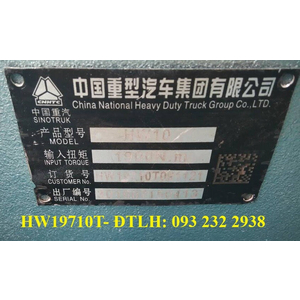 CNHTC
中国重型汽车集团有限公司
China National Heavy Duty Truck Group Co.,LTD.
中国重汽
SINOTRUK
产品型号
MODEL
输入扭矩
INPUT TORQUE
订货号
CUSTOMER No.
出厂编号
SERIAL No.
HW19710T- ĐTLH: 093 232 2938